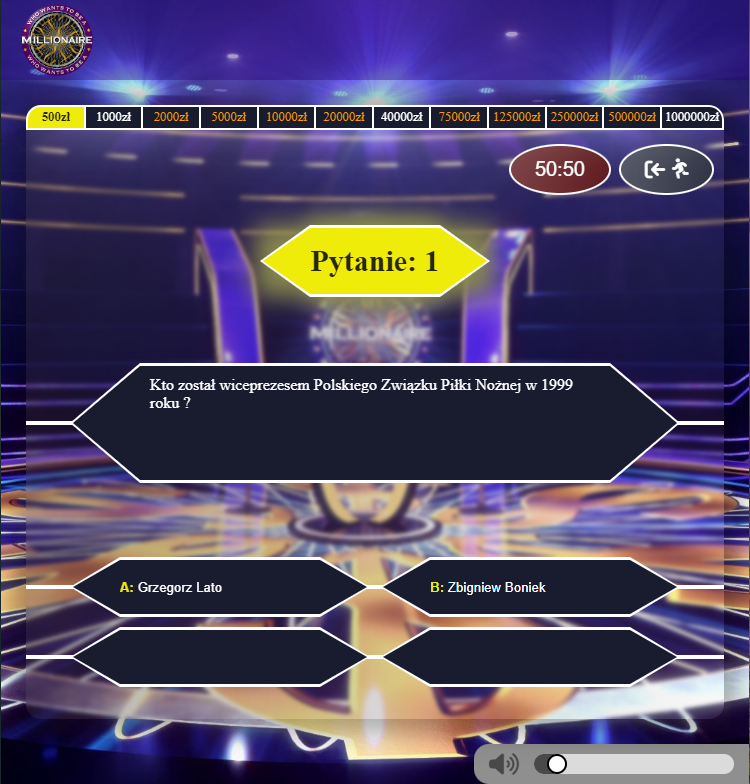 WHO WANTS TO BE A
MILLIONAIRE
WHO WANTS TO BE A
500zł 1000zł 2000zł 5000zł 10000zł 20000zł 40000zł 75000zł 125000zł 250000zł 500000zł 1000000zł
50:50
Pytanie: 1
MILLIONAIRE
Kto został wiceprezesem Polskiego Związku Piłki Nożnej w 1999
roku ?
A: Grzegorz Lato B: Zbigniew Boniek